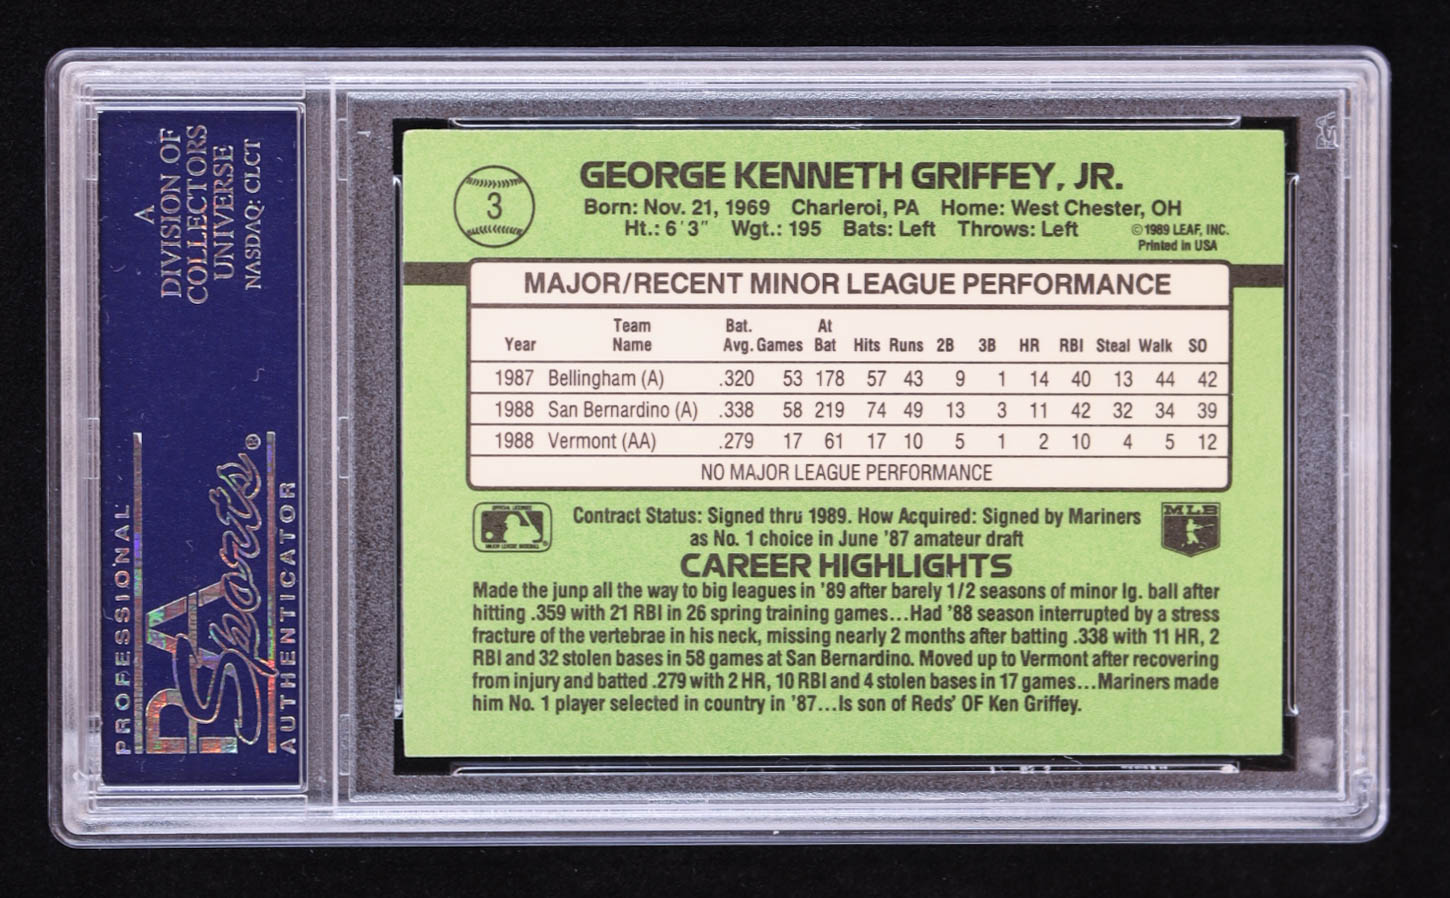 A
DIVISION OF
COLLECTORS
UNIVERSE
NASDAQ: CLCT
PROFESSIONAL
PSA
Sports®
AUTHENTICATOR
3
GEORGE KENNETH GRIFFEY, JR.
Born: Nov. 21, 1969 Charleroi, PA Home: West Chester, OH
Ht.: 6'3" Wgt.: 195 Bats: Left Throws: Left
©1989 LEAF, INC.
Printed in USA
MAJOR/RECENT MINOR LEAGUE PERFORMANCE
Year Team Name Bat. Avg. Games At Bat Hits Runs 2B 3B HR RBI Steal Walk SO
1987 Bellingham (A) .320 53 178 57 43 9 1 14 40 13 44 42
1988 San Bernardino (A) .338 58 219 74 49 13 3 11 42 32 34 39
1988 Vermont (AA) .279 17 61 17 10 5 1 2 10 4 5 12
NO MAJOR LEAGUE PERFORMANCE
Contract Status: Signed thru 1989. How Acquired: Signed by Mariners
as No. 1 choice in June '87 amateur draft
MLB
CAREER HIGHLIGHTS
Made the junp all the way to big leagues in '89 after barely 1/2 seasons of minor lg. ball after
hitting .359 with 21 RBI in 26 spring training games...Had '88 season interrupted by a stress
fracture of the vertebrae in his neck, missing nearly 2 months after batting .338 with 11 HR, 2
RBI and 32 stolen bases in 58 games at San Bernardino. Moved up to Vermont after recovering
from injury and batted .279 with 2 HR, 10 RBI and 4 stolen bases in 17 games...Mariners made
him No. 1 player selected in country in '87...Is son of Reds' OF Ken Griffey.
PSA